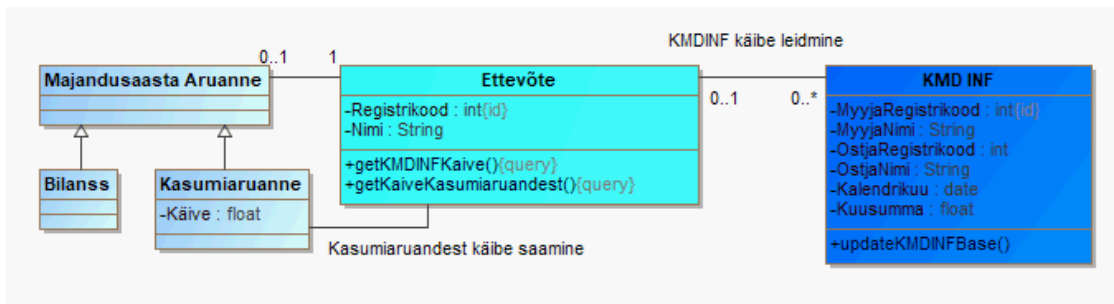 KMDINF käibe leidmine
0..1
1
Majandusaasta Aruanne
Ettevõte
KMD INF
0..1
0..*
-Registrikood : int{id}
-Nimi : String
+getKMDINFKaive(){query}
+getKaiveKasumiaruandest(){query}
-MyyjaRegistrikood : int{id}
-MyyjaNimi : String
-OstjaRegistrikood : int
-OstjaNimi : String
-Kalendrikuu : date
-Kuusumma : float
+updateKMDINFBase()
Bilanss
Kasumiaruanne
-Käive : float
Kasumiaruandest käibe saamine